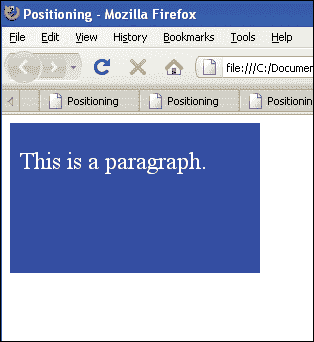 Positioning - Mozilla Firefox
File Edit View History Bookmarks Tools Help
file:///C:/Documen
Positioning Positioning Positionin
This is a paragraph.